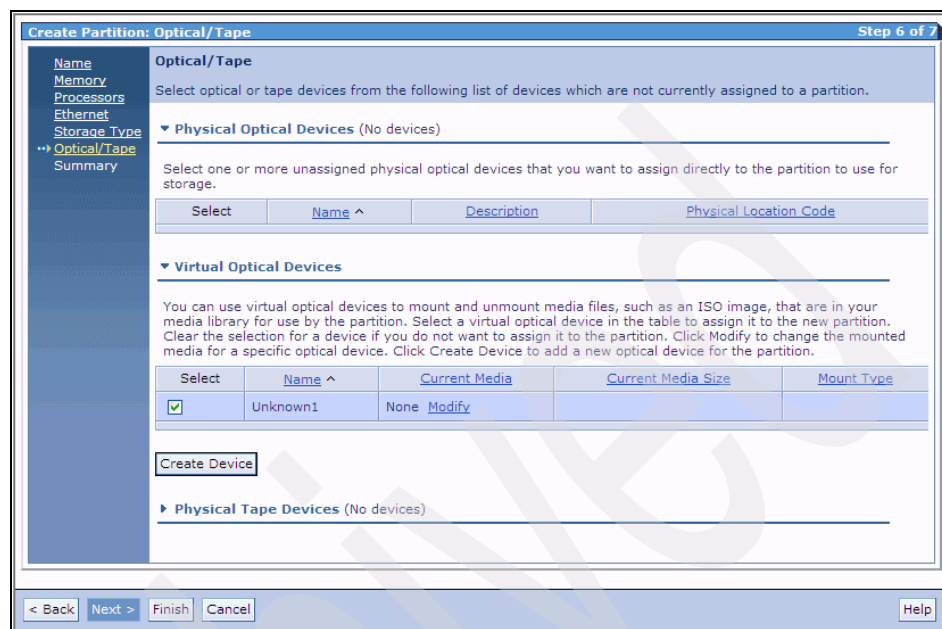 Create Partition: Optical/Tape Step 6 of 7
Name
Memory
Processors
Ethernet
Storage Type
Optical/Tape
Summary
Optical/Tape
Select optical or tape devices from the following list of devices which are not currently assigned to a partition.
Physical Optical Devices (No devices)
Select one or more unassigned physical optical devices that you want to assign directly to the partition to use for
storage.
Select Name Description Physical Location Code
Virtual Optical Devices
You can use virtual optical devices to mount and unmount media files, such as an ISO image, that are in your
media library for use by the partition. Select a virtual optical device in the table to assign it to the new partition.
Clear the selection for a device if you do not want to assign it to the partition. Click Modify to change the mounted
media for a specific optical device. Click Create Device to add a new optical device for the partition.
Select Name Current Media Current Media Size Mount Type
Unknown1 None Modify
Create Device
Physical Tape Devices (No devices)
< Back Next > Finish Cancel Help